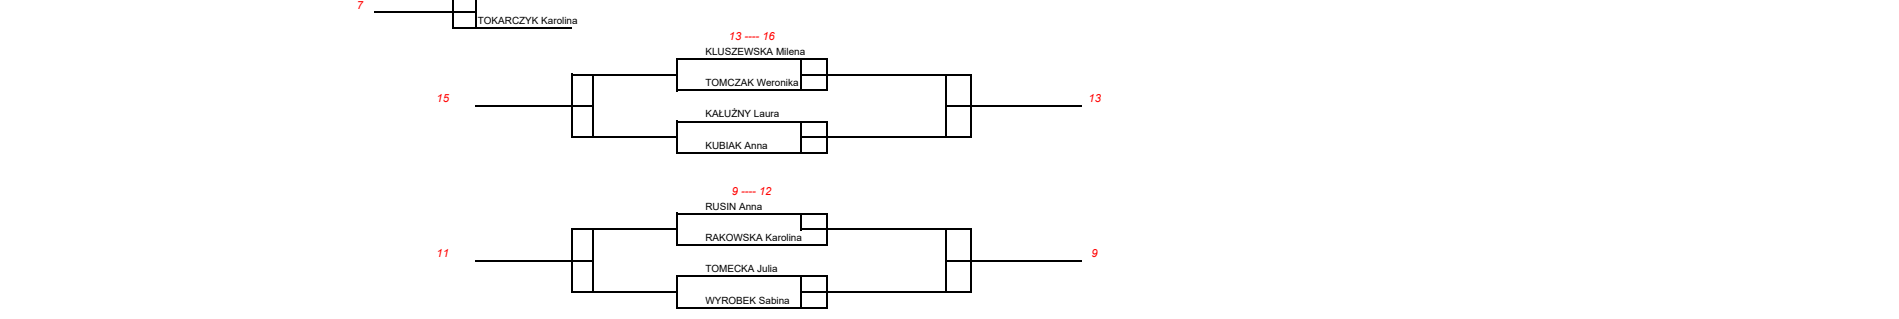 7
TOKARCZYK Karolina
13 ---- 16
KLUSZEWSKA Milena
TOMCZAK Weronika
15
13
KAŁUŻNY Laura
KUBIAK Anna
9 ---- 12
RUSIN Anna
RAKOWSKA Karolina
11
9
TOMECKA Julia
WYROBEK Sabina